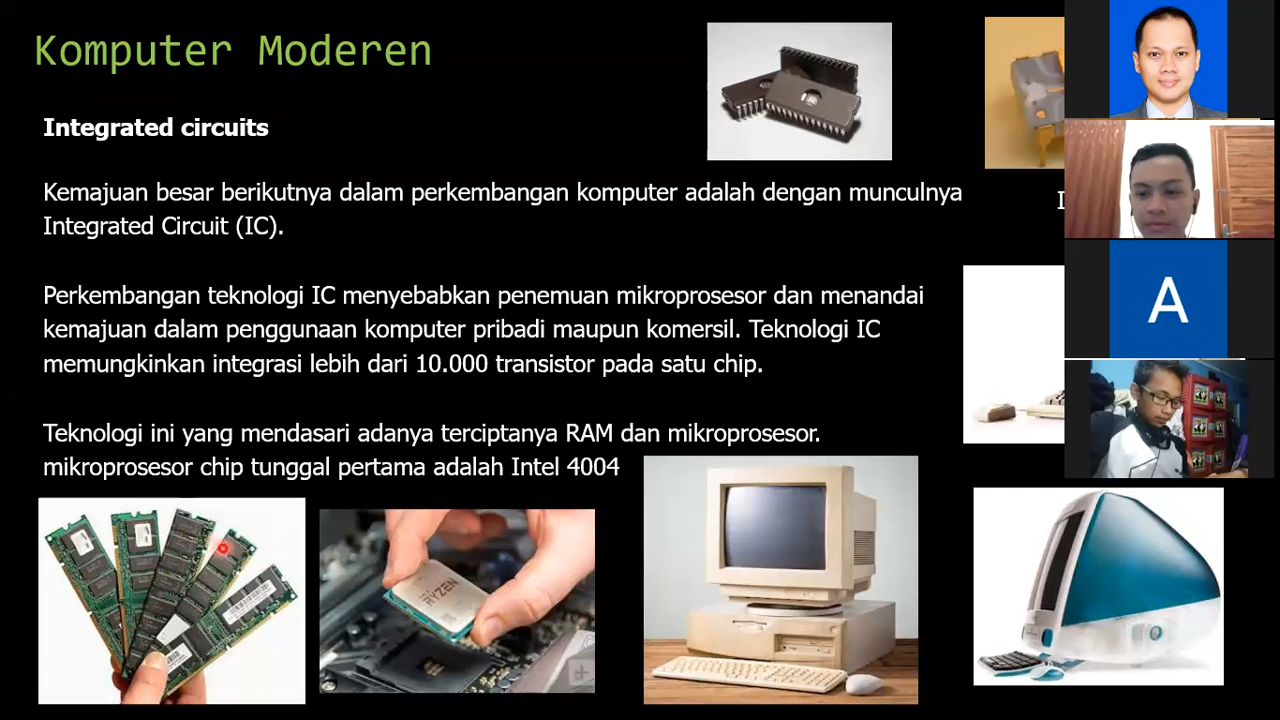 Komputer Moderen
Integrated circuits
Kemajuan besar berikutnya dalam perkembangan komputer adalah dengan munculnya
Integrated Circuit (IC).
Perkembangan teknologi IC menyebabkan penemuan mikroprosesor dan menandai
kemajuan dalam penggunaan komputer pribadi maupun komersil. Teknologi IC
memungkinkan integrasi lebih dari 10.000 transistor pada satu chip.
Teknologi ini yang mendasari adanya terciptanya RAM dan mikroprosesor.
mikroprosesor chip tunggal pertama adalah Intel 4004
RYZEN
A